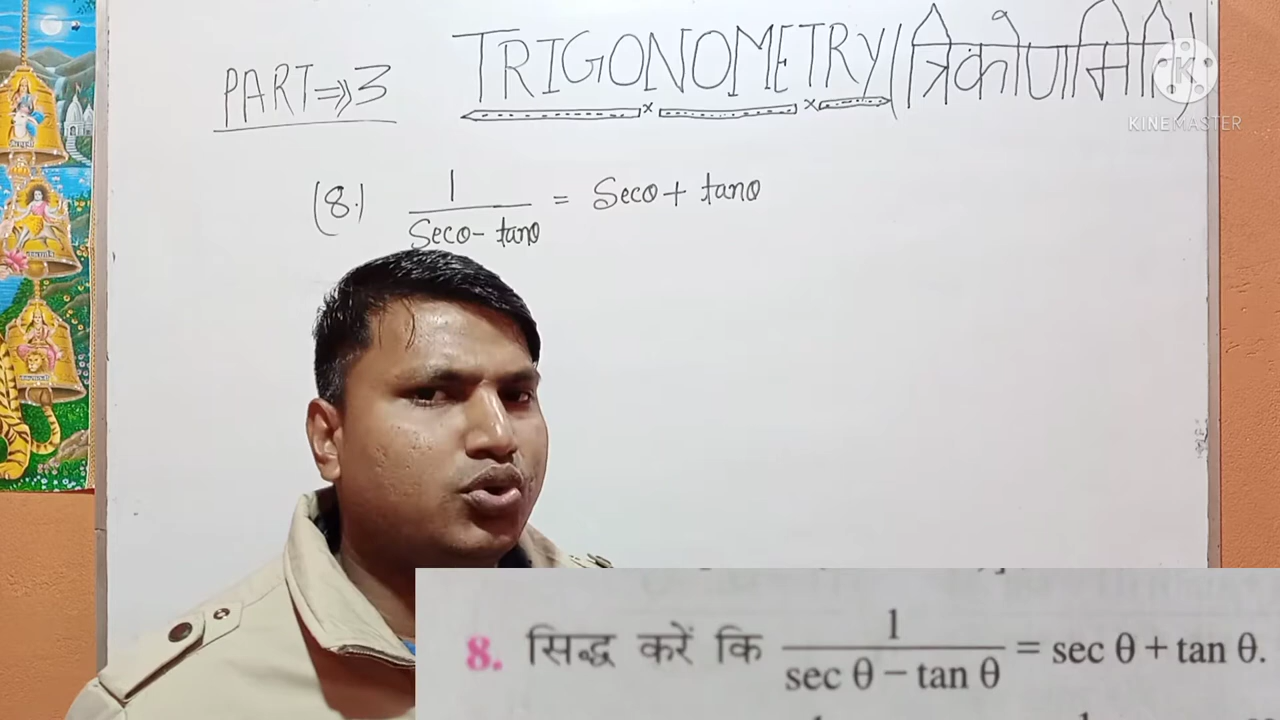 TRIGONOMETRY (त्रिकोणमिति)
PART ⇒ 3
KINEMASTER
(8.) 1/(Secθ - tanθ) = Secθ + tanθ
8. सिद्ध करें कि 1/(sec θ − tan θ) = sec θ + tan θ.